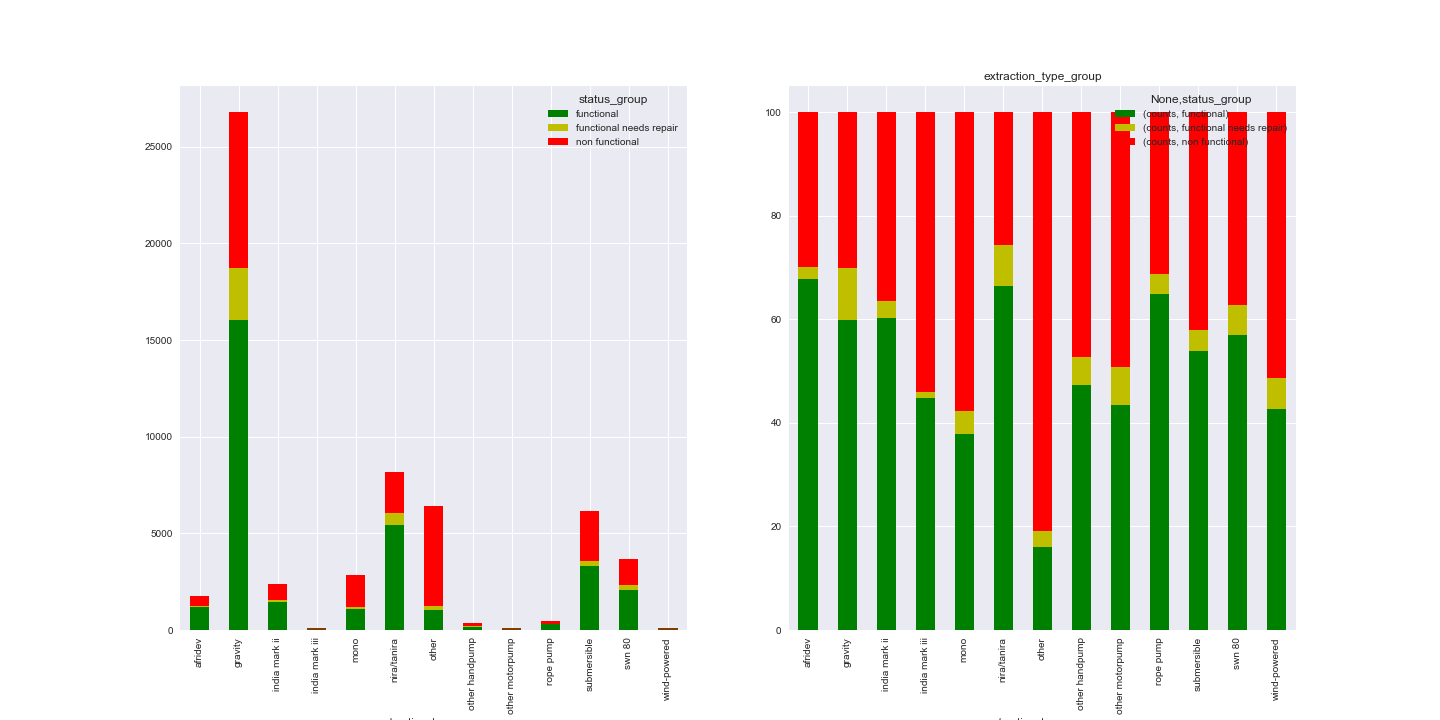 status_group
functional
functional needs repair
non functional
25000
20000
15000
10000
5000
0
afridev
gravity
india mark ii
india mark iii
mono
nira/tanira
other
other handpump
other motorpump
rope pump
submersible
swn 80
wind-powered
extraction_type_group
None,status_group
(counts, functional)
(counts, functional needs repair)
(counts, non functional)
100
80
60
40
20
0
afridev
gravity
india mark ii
india mark iii
mono
nira/tanira
other
other handpump
other motorpump
rope pump
submersible
swn 80
wind-powered